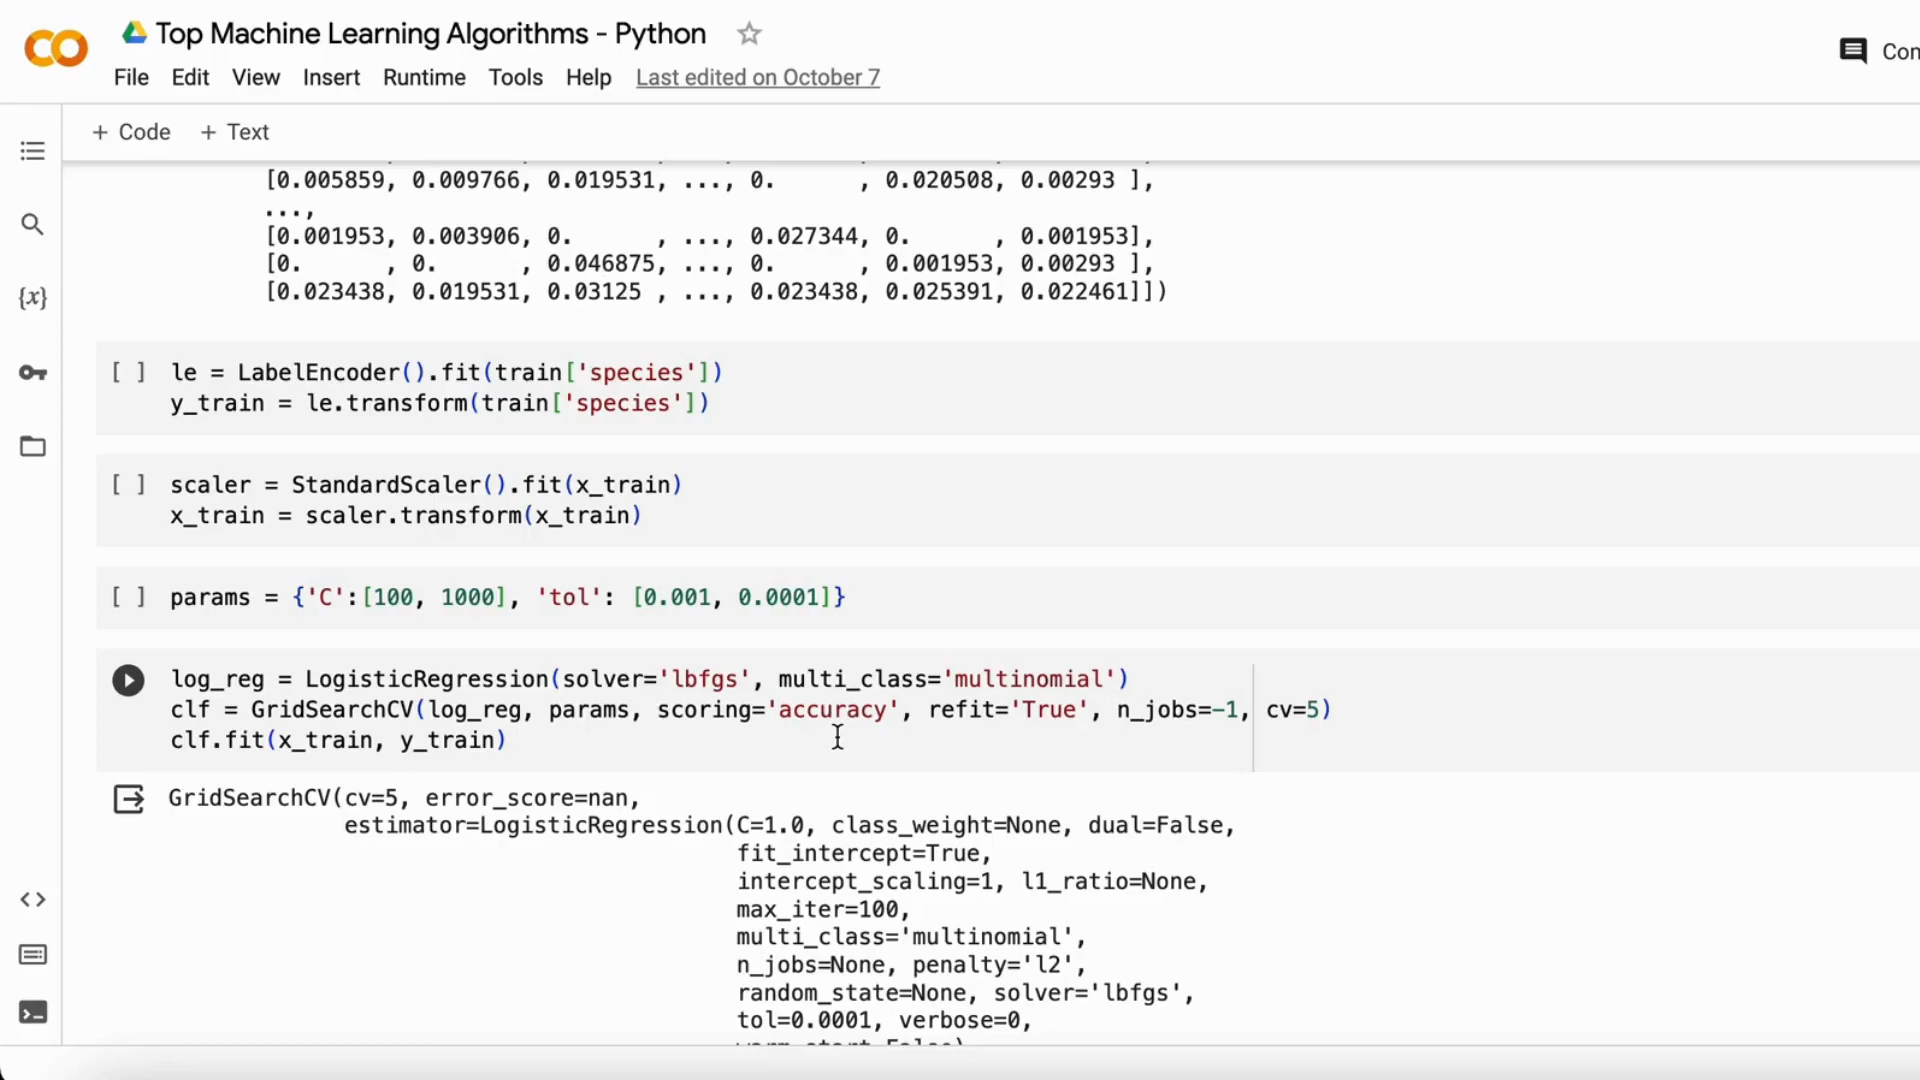 Top Machine Learning Algorithms - Python
File Edit View Insert Runtime Tools Help Last edited on October 7
Con
+ Code + Text
[0.005859, 0.009766, 0.019531, ..., 0. , 0.020508, 0.00293 ],
...,
[0.001953, 0.003906, 0. , ..., 0.027344, 0. , 0.001953],
[0. , 0. , 0.046875, ..., 0. , 0.001953, 0.00293 ],
[0.023438, 0.019531, 0.03125 , ..., 0.023438, 0.025391, 0.022461]])
[ ] le = LabelEncoder().fit(train['species'])
y_train = le.transform(train['species'])
[ ] scaler = StandardScaler().fit(x_train)
x_train = scaler.transform(x_train)
[ ] params = {'C':[100, 1000], 'tol': [0.001, 0.0001]}
log_reg = LogisticRegression(solver='lbfgs', multi_class='multinomial')
clf = GridSearchCV(log_reg, params, scoring='accuracy', refit='True', n_jobs=-1, cv=5)
clf.fit(x_train, y_train)
GridSearchCV(cv=5, error_score=nan,
estimator=LogisticRegression(C=1.0, class_weight=None, dual=False,
fit_intercept=True,
intercept_scaling=1, l1_ratio=None,
max_iter=100,
multi_class='multinomial',
n_jobs=None, penalty='l2',
random_state=None, solver='lbfgs',
tol=0.0001, verbose=0,
warm_start=False)